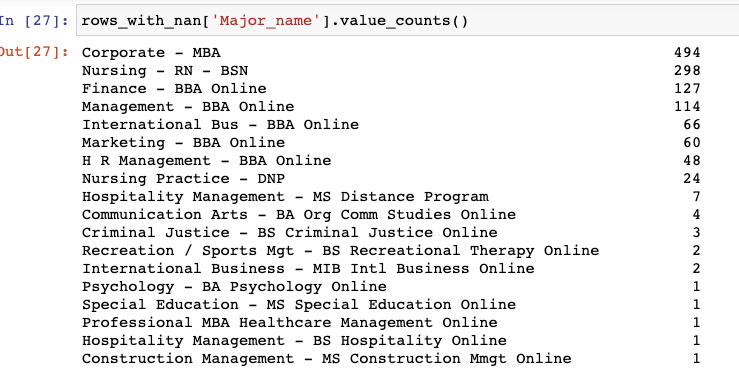 In [27]: rows_with_nan['Major_name'].value_counts()
Out[27]: Corporate - MBA 494
Nursing - RN - BSN 298
Finance - BBA Online 127
Management - BBA Online 114
International Bus - BBA Online 66
Marketing - BBA Online 60
H R Management - BBA Online 48
Nursing Practice - DNP 24
Hospitality Management - MS Distance Program 7
Communication Arts - BA Org Comm Studies Online 4
Criminal Justice - BS Criminal Justice Online 3
Recreation / Sports Mgt - BS Recreational Therapy Online 2
International Business - MIB Intl Business Online 2
Psychology - BA Psychology Online 1
Special Education - MS Special Education Online 1
Professional MBA Healthcare Management Online 1
Hospitality Management - BS Hospitality Online 1
Construction Management - MS Construction Mmgt Online 1